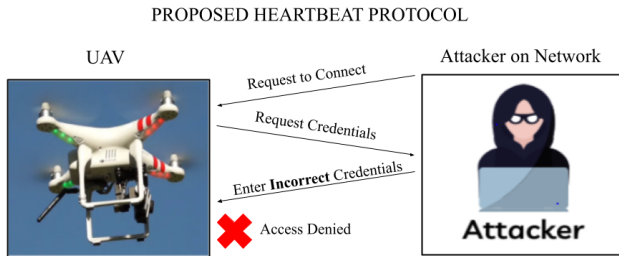 PROPOSED HEARTBEAT PROTOCOL
UAV
Attacker on Network
Request to Connect
Request Credentials
Enter Incorrect Credentials
Access Denied
Attacker